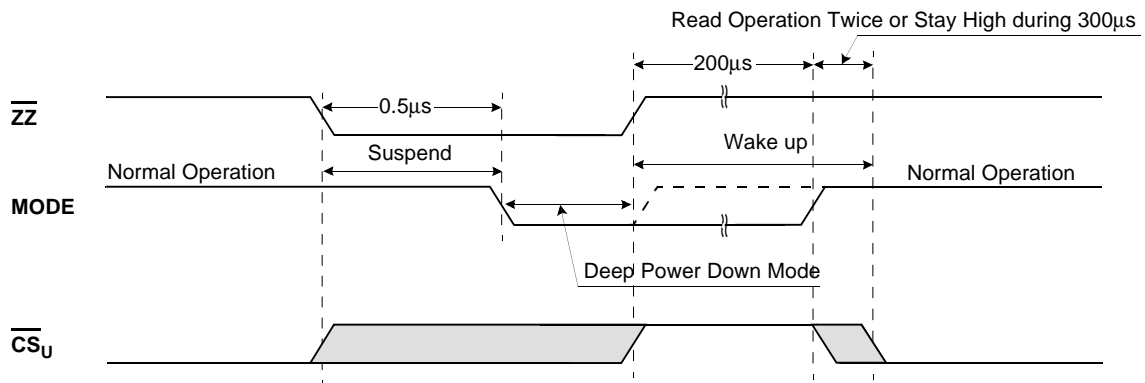 Read Operation Twice or Stay High during 300μs
200μs
ZZ
0.5μs
Suspend
Wake up
Normal Operation
Normal Operation
MODE
Deep Power Down Mode
CSU